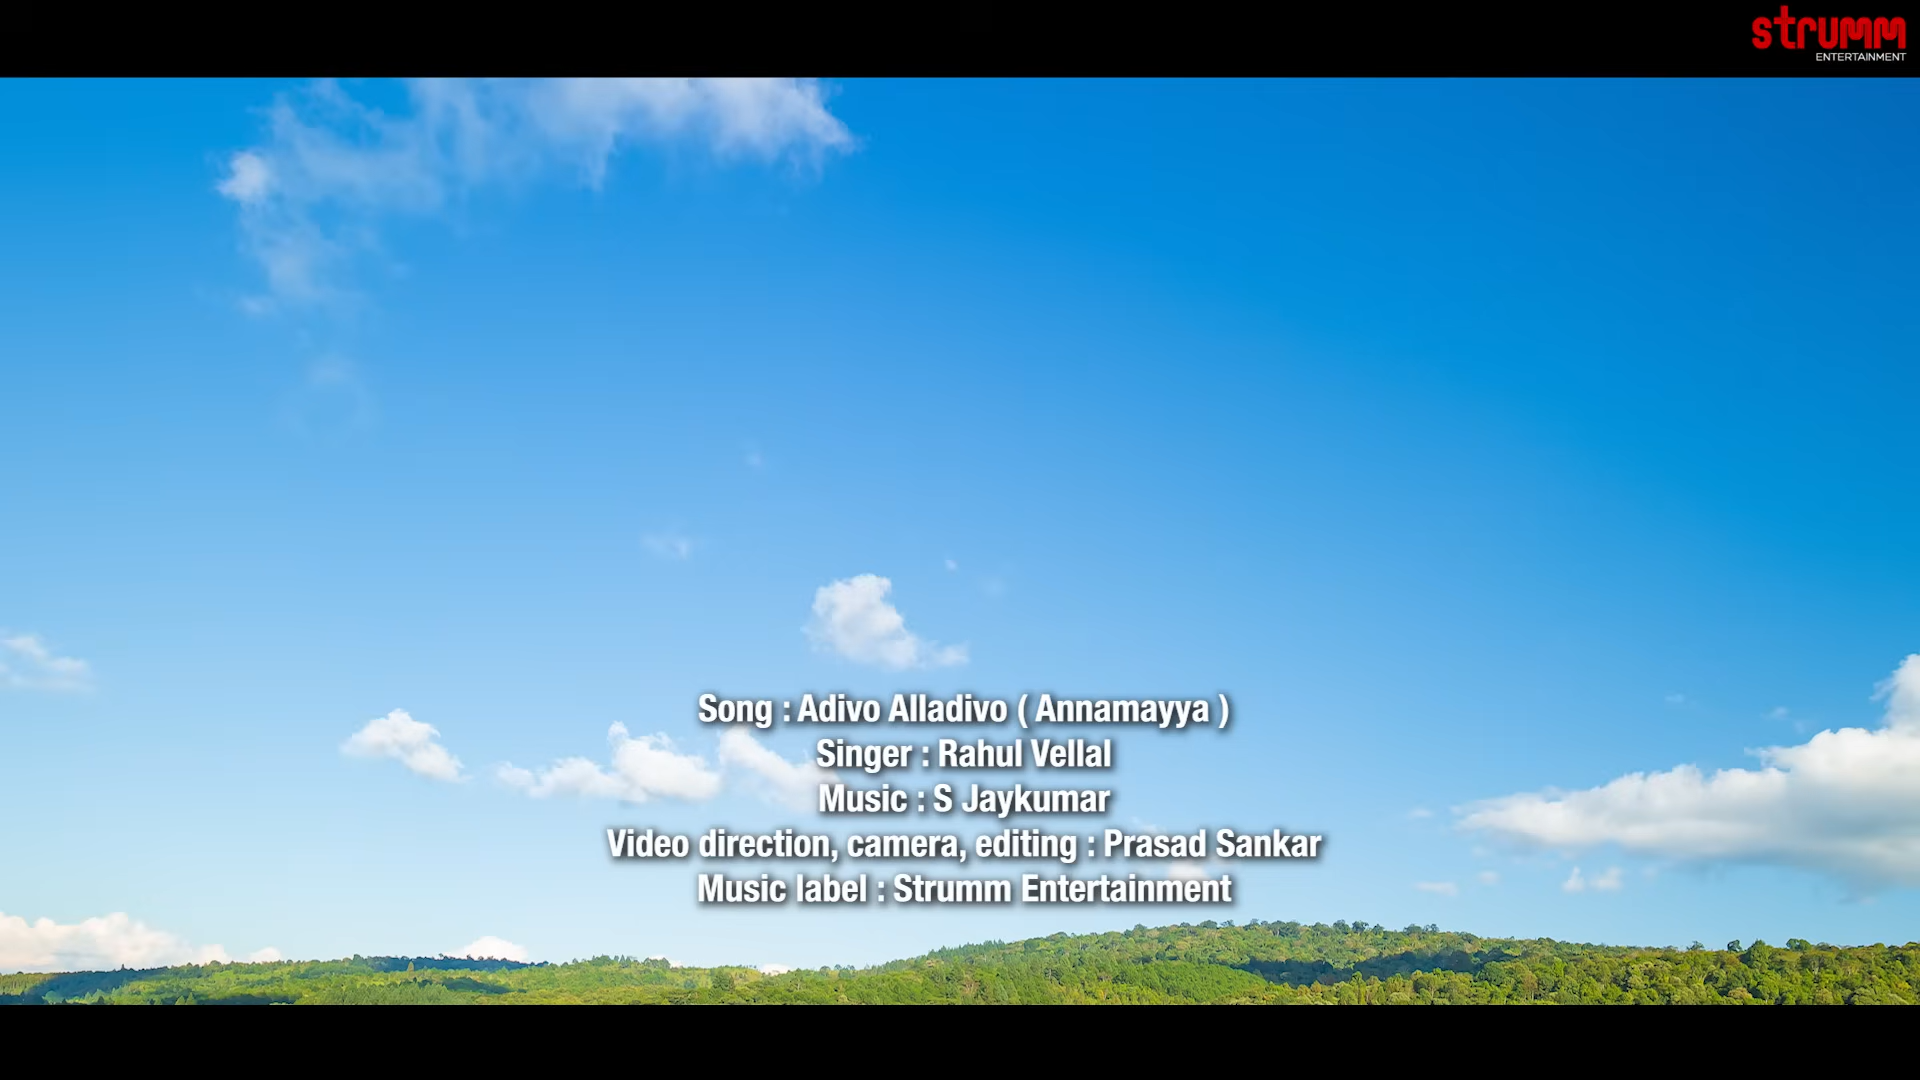 strumm
ENTERTAINMENT
Song : Adivo Alladivo ( Annamayya )
Singer : Rahul Vellal
Music : S Jaykumar
Video direction, camera, editing : Prasad Sankar
Music label : Strumm Entertainment